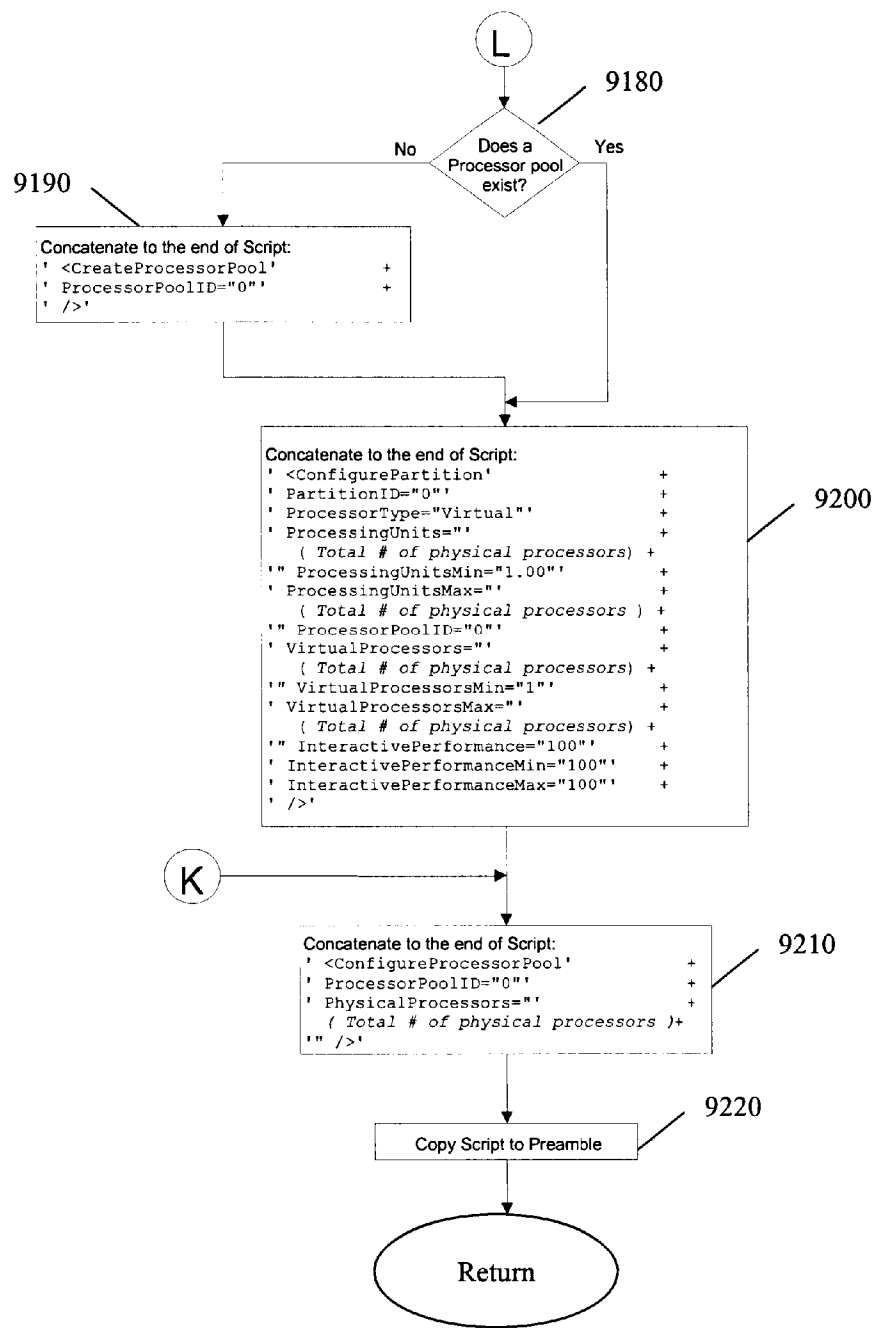 L
9180
Does a
Processor pool
exist?
No
Yes
9190
Concatenate to the end of Script:
' <CreateProcessorPool' +
' ProcessorPoolID="0"' +
' />'
Concatenate to the end of Script:
' <ConfigurePartition' +
' PartitionID="0"' +
' ProcessorType="Virtual"' +
' ProcessingUnits="' +
( Total # of physical processors) +
'" ProcessingUnitsMin="1.00"' +
' ProcessingUnitsMax="' +
( Total # of physical processors ) +
'" ProcessorPoolID="0"' +
' VirtualProcessors="' +
( Total # of physical processors) +
'" VirtualProcessorsMin="1"' +
' VirtualProcessorsMax="' +
( Total # of physical processors) +
'" InteractivePerformance="100"' +
' InteractivePerformanceMin="100"' +
' InteractivePerformanceMax="100"' +
' />'
9200
K
Concatenate to the end of Script:
' <ConfigureProcessorPool' +
' ProcessorPoolID="0"' +
' PhysicalProcessors="' +
( Total # of physical processors )+
'" />'
9210
Copy Script to Preamble
9220
Return